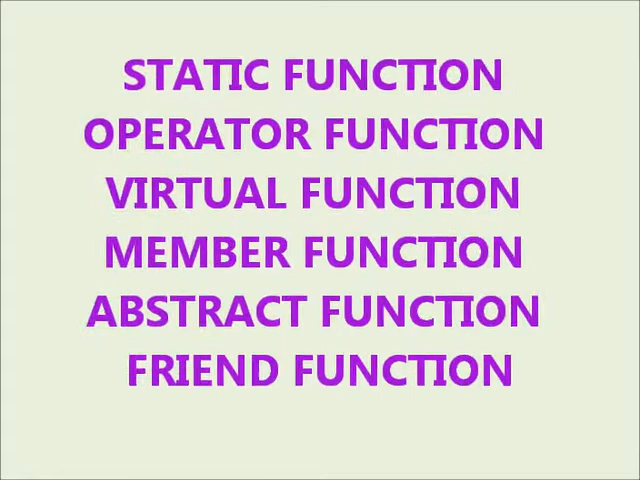 STATIC FUNCTION
OPERATOR FUNCTION
VIRTUAL FUNCTION
MEMBER FUNCTION
ABSTRACT FUNCTION
FRIEND FUNCTION